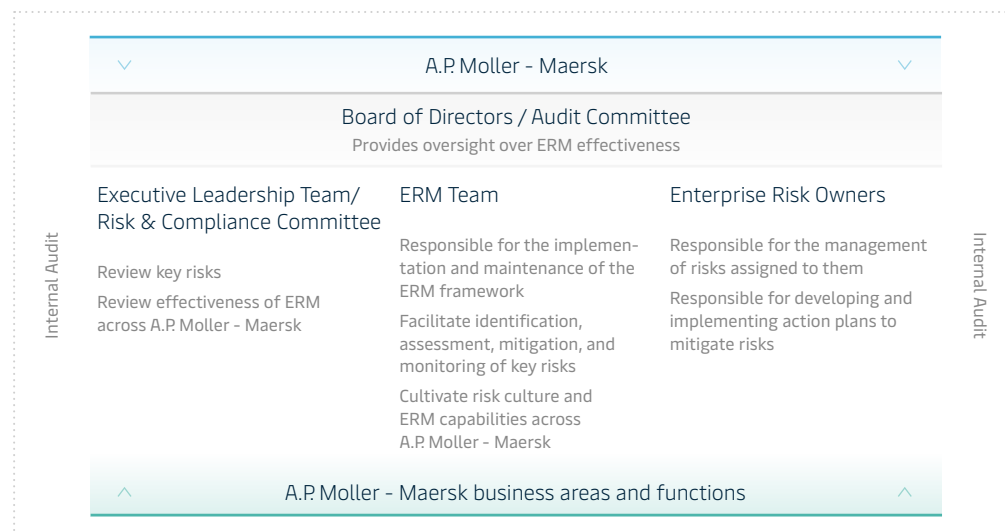 A.P. Moller - Maersk
Board of Directors / Audit Committee
Provides oversight over ERM effectiveness
Internal Audit
Executive Leadership Team/
Risk & Compliance Committee
Review key risks
Review effectiveness of ERM
across A.P. Moller - Maersk
ERM Team
Responsible for the implemen-
tation and maintenance of the
ERM framework
Facilitate identification,
assessment, mitigation, and
monitoring of key risks
Cultivate risk culture and
ERM capabilities across
A.P. Moller - Maersk
Enterprise Risk Owners
Responsible for the management
of risks assigned to them
Responsible for developing and
implementing action plans to
mitigate risks
Internal Audit
A.P. Moller - Maersk business areas and functions